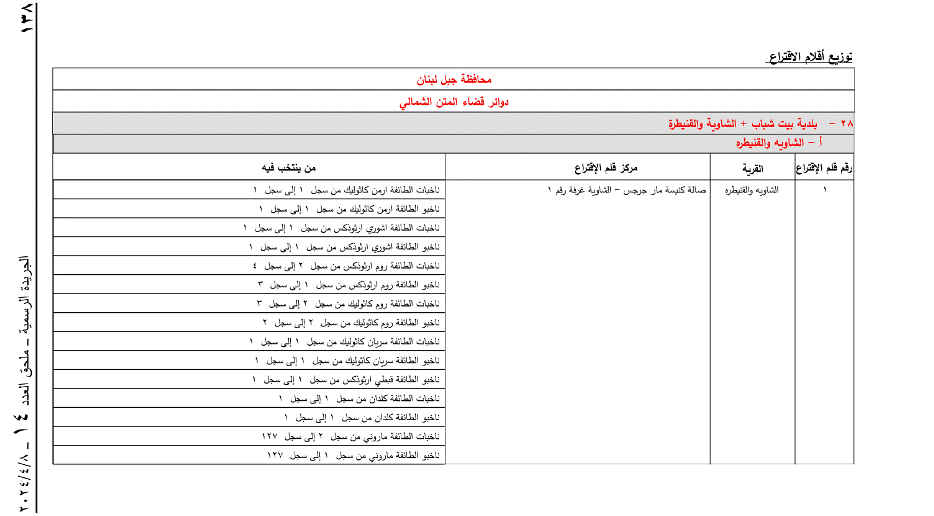 ١٣٨
الجريدة الرسمية – ملحق العدد ١٤ – ٢٠٢٤/٤/٨
توزيع أقلام الاقتراع
محافظة جبل لبنان
دوائر قضاء المتن الشمالي
٢٨ - بلدية بيت شباب + الشاوية والقنيطرة
أ - الشاويه والقنيطره
رقم قلم الإقتراع القرية مركز قلم الإقتراع من ينتخب فيه
١ الشاويه والقنيطره صالة كنيسة مار جرجس - الشاوية غرفة رقم ١ ناخبات الطائفة ارمن كاثوليك من سجل ١ إلى سجل ١
ناخبو الطائفة ارمن كاثوليك من سجل ١ إلى سجل ١
ناخبات الطائفة اشوري ارثوذكس من سجل ١ إلى سجل ١
ناخبو الطائفة اشوري ارثوذكس من سجل ١ إلى سجل ١
ناخبات الطائفة روم ارثوذكس من سجل ٢ إلى سجل ٤
ناخبو الطائفة روم ارثوذكس من سجل ١ إلى سجل ٣
ناخبات الطائفة روم كاثوليك من سجل ٢ إلى سجل ٣
ناخبو الطائفة روم كاثوليك من سجل ٢ إلى سجل ٢
ناخبات الطائفة سريان كاثوليك من سجل ١ إلى سجل ١
ناخبو الطائفة سريان كاثوليك من سجل ١ إلى سجل ١
ناخبو الطائفة قبطي ارثوذكس من سجل ١ إلى سجل ١
ناخبات الطائفة كلدان من سجل ١ إلى سجل ١
ناخبو الطائفة كلدان من سجل ١ إلى سجل ١
ناخبات الطائفة ماروني من سجل ٢ إلى سجل ١٢٧
ناخبو الطائفة ماروني من سجل ١ إلى سجل ١٢٧